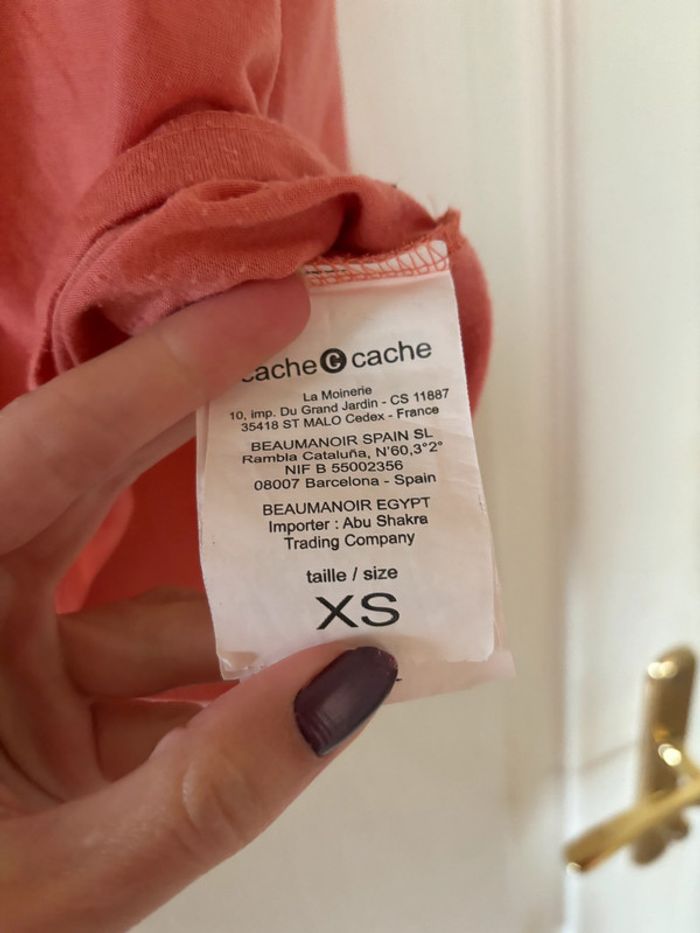 cache C cache
La Moinerie
10, imp. Du Grand Jardin - CS 11887
35418 ST MALO Cedex - France
BEAUMANOIR SPAIN SL
Rambla Cataluña, N'60,3°2°
NIF B 55002356
08007 Barcelona - Spain
BEAUMANOIR EGYPT
Importer : Abu Shakra
Trading Company
taille / size
XS